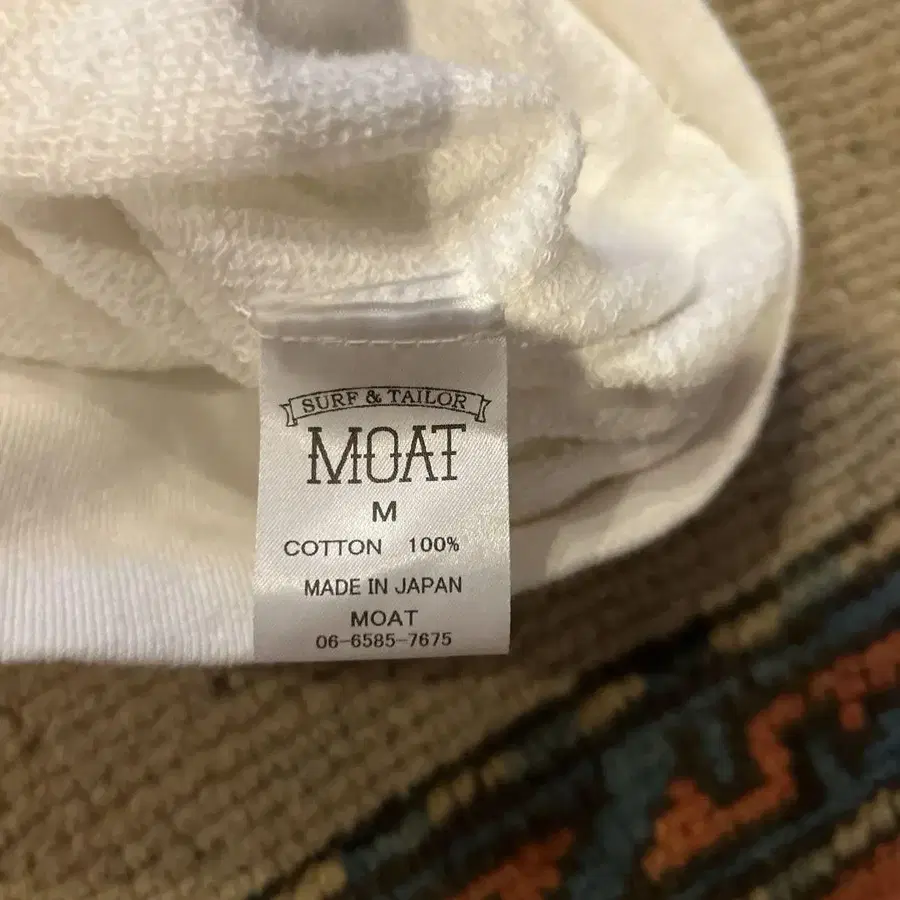 SURF & TAILOR
MOAT
M
COTTON 100%
MADE IN JAPAN
MOAT
06-6585-7675